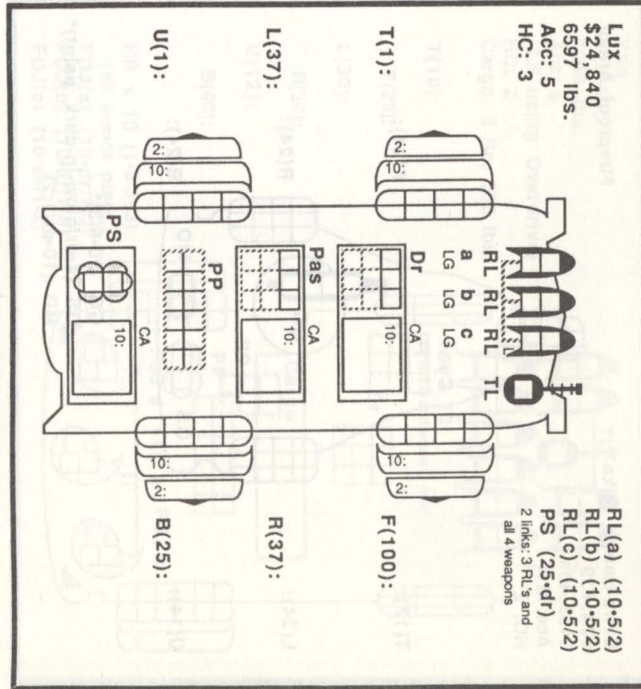 Lux
$24,840
6597 lbs.
Acc: 5
HC: 3
RL(a) (10•5/2)
RL(b) (10•5/2)
RL(c) (10•5/2)
PS (25•dr)
2 links: 3 RL's and
all 4 weapons
T(1):
F(100):
L(37):
R(37):
U(1):
B(25):
RL RL RL TL
a b c
LG LG LG
Dr
CA
10:
Pas
CA
10:
PP
PS
CA
10:
10:
2:
10:
2:
10:
2:
10:
2: